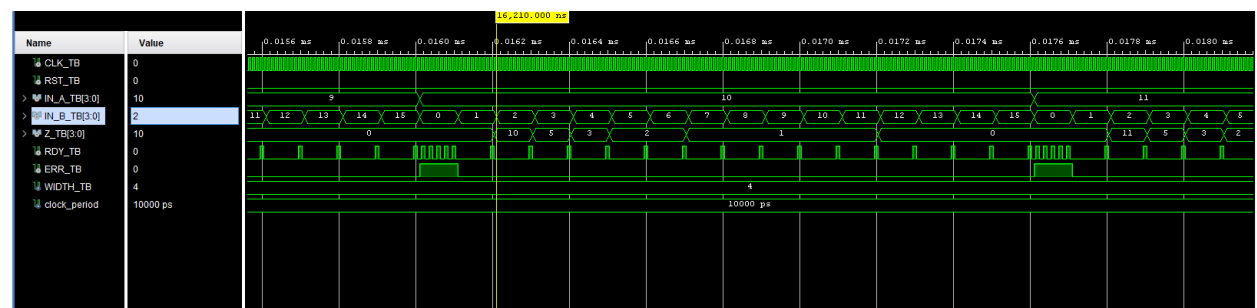 16,210.000 ns
Name Value 0.0156 ms 0.0158 ms 0.0160 ms 0.0162 ms 0.0164 ms 0.0166 ms 0.0168 ms 0.0170 ms 0.0172 ms 0.0174 ms 0.0176 ms 0.0178 ms 0.0180 ms
CLK_TB 0
RST_TB 0
IN_A_TB[3:0] 10 9 10 11
IN_B_TB[3:0] 2 11 12 13 14 15 0 1 2 3 4 5 6 7 8 9 10 11 12 13 14 15 0 1 2 3 4 5
Z_TB[3:0] 10 0 10 5 3 2 1 0 11 5 3 2
RDY_TB 0
ERR_TB 0
WIDTH_TB 4 4
clock_period 10000 ps 10000 ps